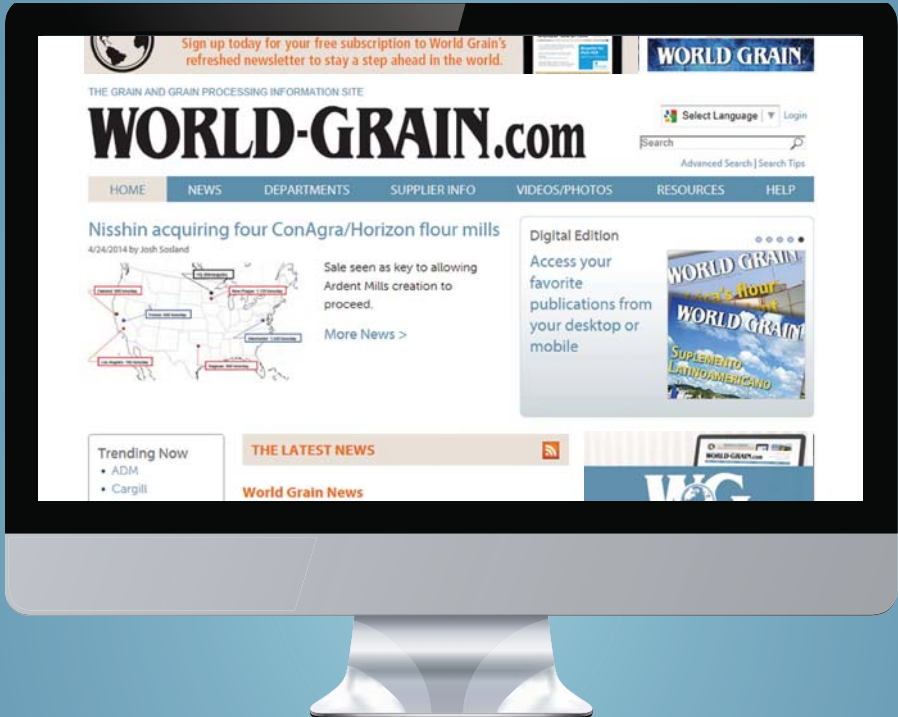 Sign up today for your free subscription to World Grain's
refreshed newsletter to stay a step ahead in the world.
WORLD GRAIN
THE GRAIN AND GRAIN PROCESSING INFORMATION SITE
WORLD-GRAIN.com
Select Language ▼ Login
Search
Advanced Search | Search Tips
HOME NEWS DEPARTMENTS SUPPLIER INFO VIDEOS/PHOTOS RESOURCES HELP
Nisshin acquiring four ConAgra/Horizon flour mills
4/24/2014 by Josh Sosland
Sale seen as key to allowing
Ardent Mills creation to
proceed.
More News >
Digital Edition
Access your
favorite
publications from
your desktop or
mobile
WORLD GRAIN
WORLD GRAIN
SUPLEMENTO
LATINOAMERICANO
Trending Now
• ADM
• Cargill
THE LATEST NEWS
World Grain News
WORLD-GRAIN.com
WG